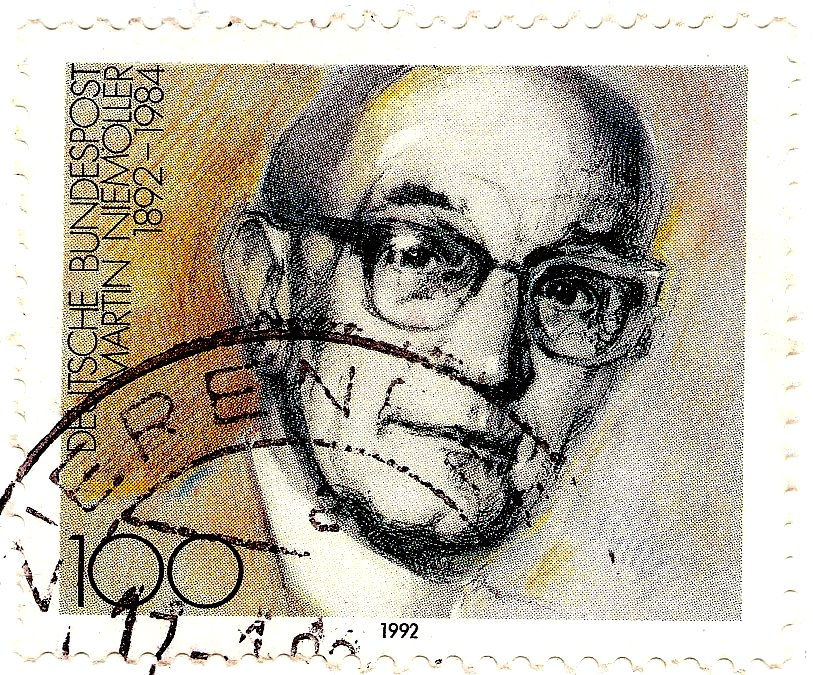 DEUTSCHE BUNDESPOST
MARTIN NIEMÖLLER
1892–1984
100
1992